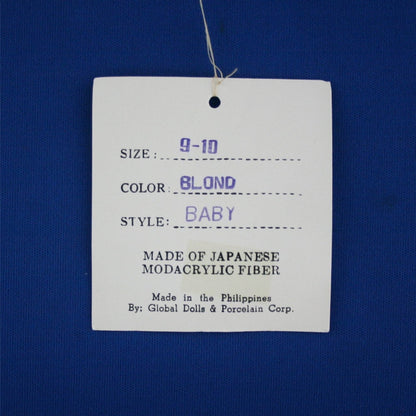 SIZE: 9-10
COLOR: BLOND
STYLE: BABY
MADE OF JAPANESE
MODACRYLIC FIBER
Made in the Philippines
By; Global Dolls & Porcelain Corp.